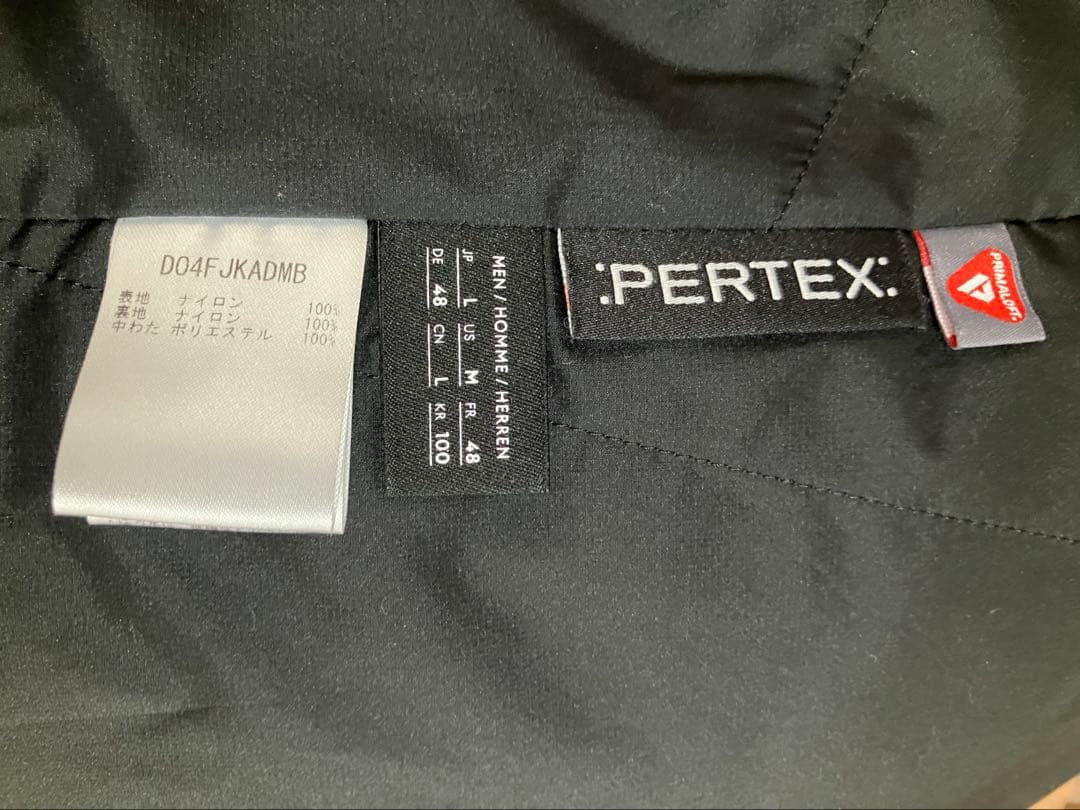 D04FJKADMB
表地 ナイロン 100%
裏地 ナイロン 100%
中わた ポリエステル 100%
MEN / HOMME / HERREN
JP L US M FR 48
DE 48 CN L KR 100
:PERTEX:
PRIMALOFT